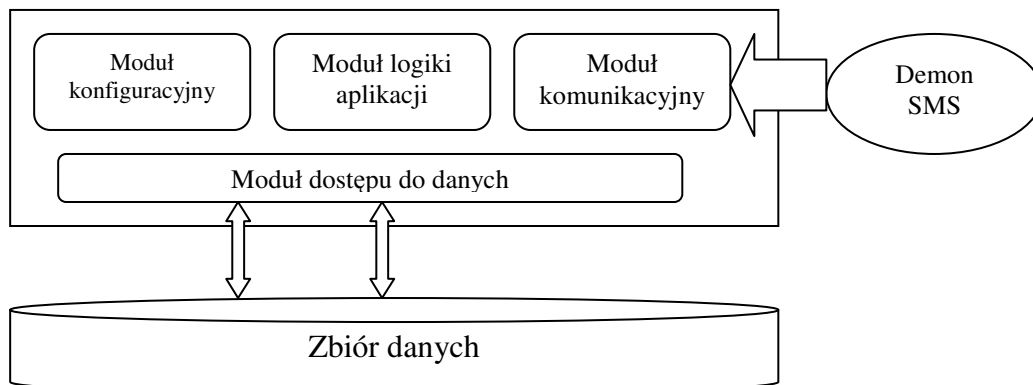 Moduł
konfiguracyjny
Moduł logiki
aplikacji
Moduł
komunikacyjny
Demon
SMS
Moduł dostępu do danych
Zbiór danych